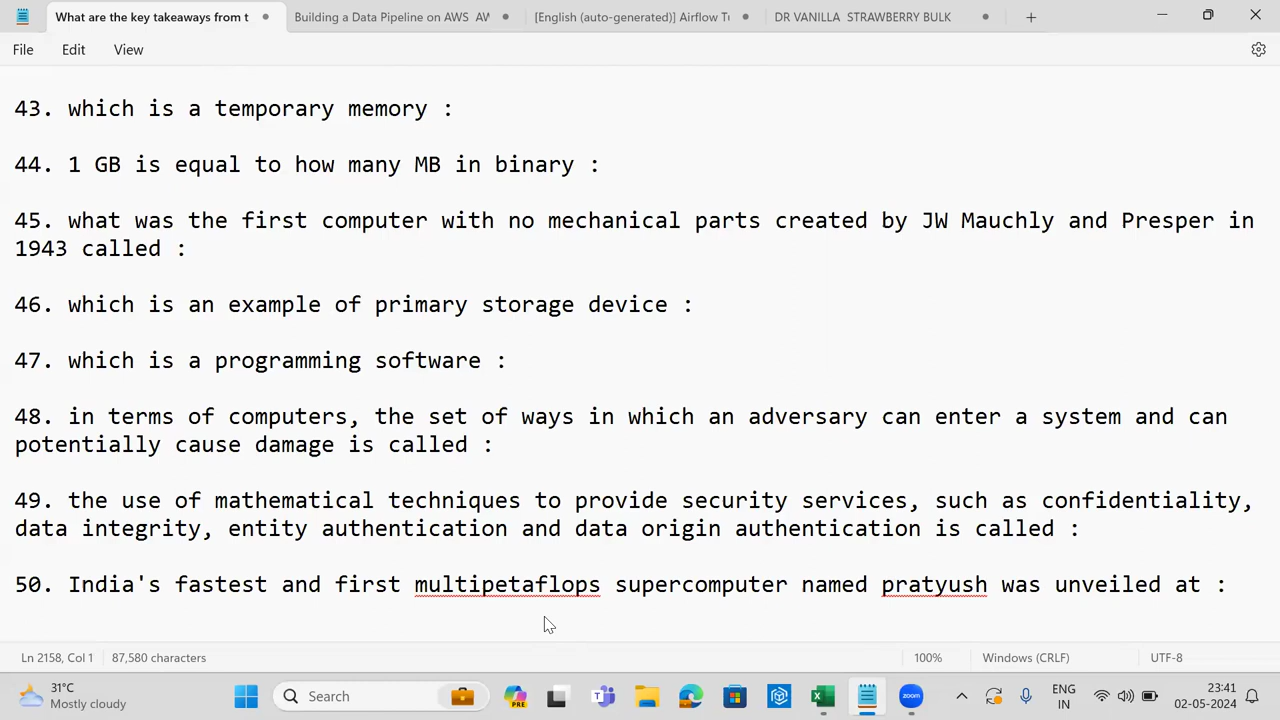 What are the key takeaways from t
Building a Data Pipeline on AWS AW
[English (auto-generated)] Airflow Tu
DR VANILLA STRAWBERRY BULK
File Edit View
43. which is a temporary memory :
44. 1 GB is equal to how many MB in binary :
45. what was the first computer with no mechanical parts created by JW Mauchly and Presper in
1943 called :
46. which is an example of primary storage device :
47. which is a programming software :
48. in terms of computers, the set of ways in which an adversary can enter a system and can
potentially cause damage is called :
49. the use of mathematical techniques to provide security services, such as confidentiality,
data integrity, entity authentication and data origin authentication is called :
50. India's fastest and first multipetaflops supercomputer named pratyush was unveiled at :
Ln 2158, Col 1 87,580 characters 100% Windows (CRLF) UTF-8
31°C
Mostly cloudy
Search
PRE
zoom
ENG
IN
23:41
02-05-2024